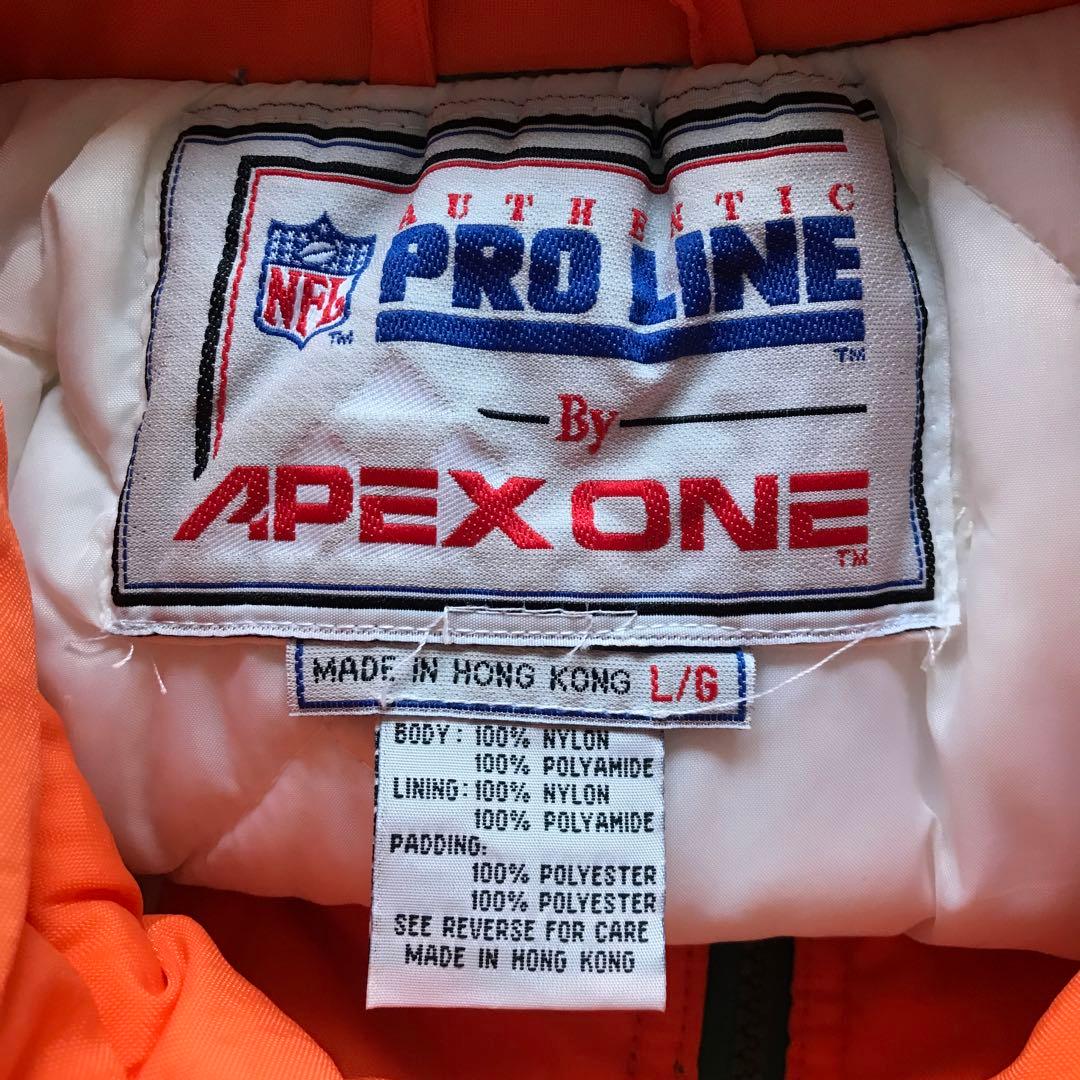 AUTHENTIC
NFL PRO LINE
TM TM
By
APEX ONE
TM
MADE IN HONG KONG L/G
BODY: 100% NYLON
100% POLYAMIDE
LINING: 100% NYLON
100% POLYAMIDE
PADDING:
100% POLYESTER
100% POLYESTER
SEE REVERSE FOR CARE
MADE IN HONG KONG